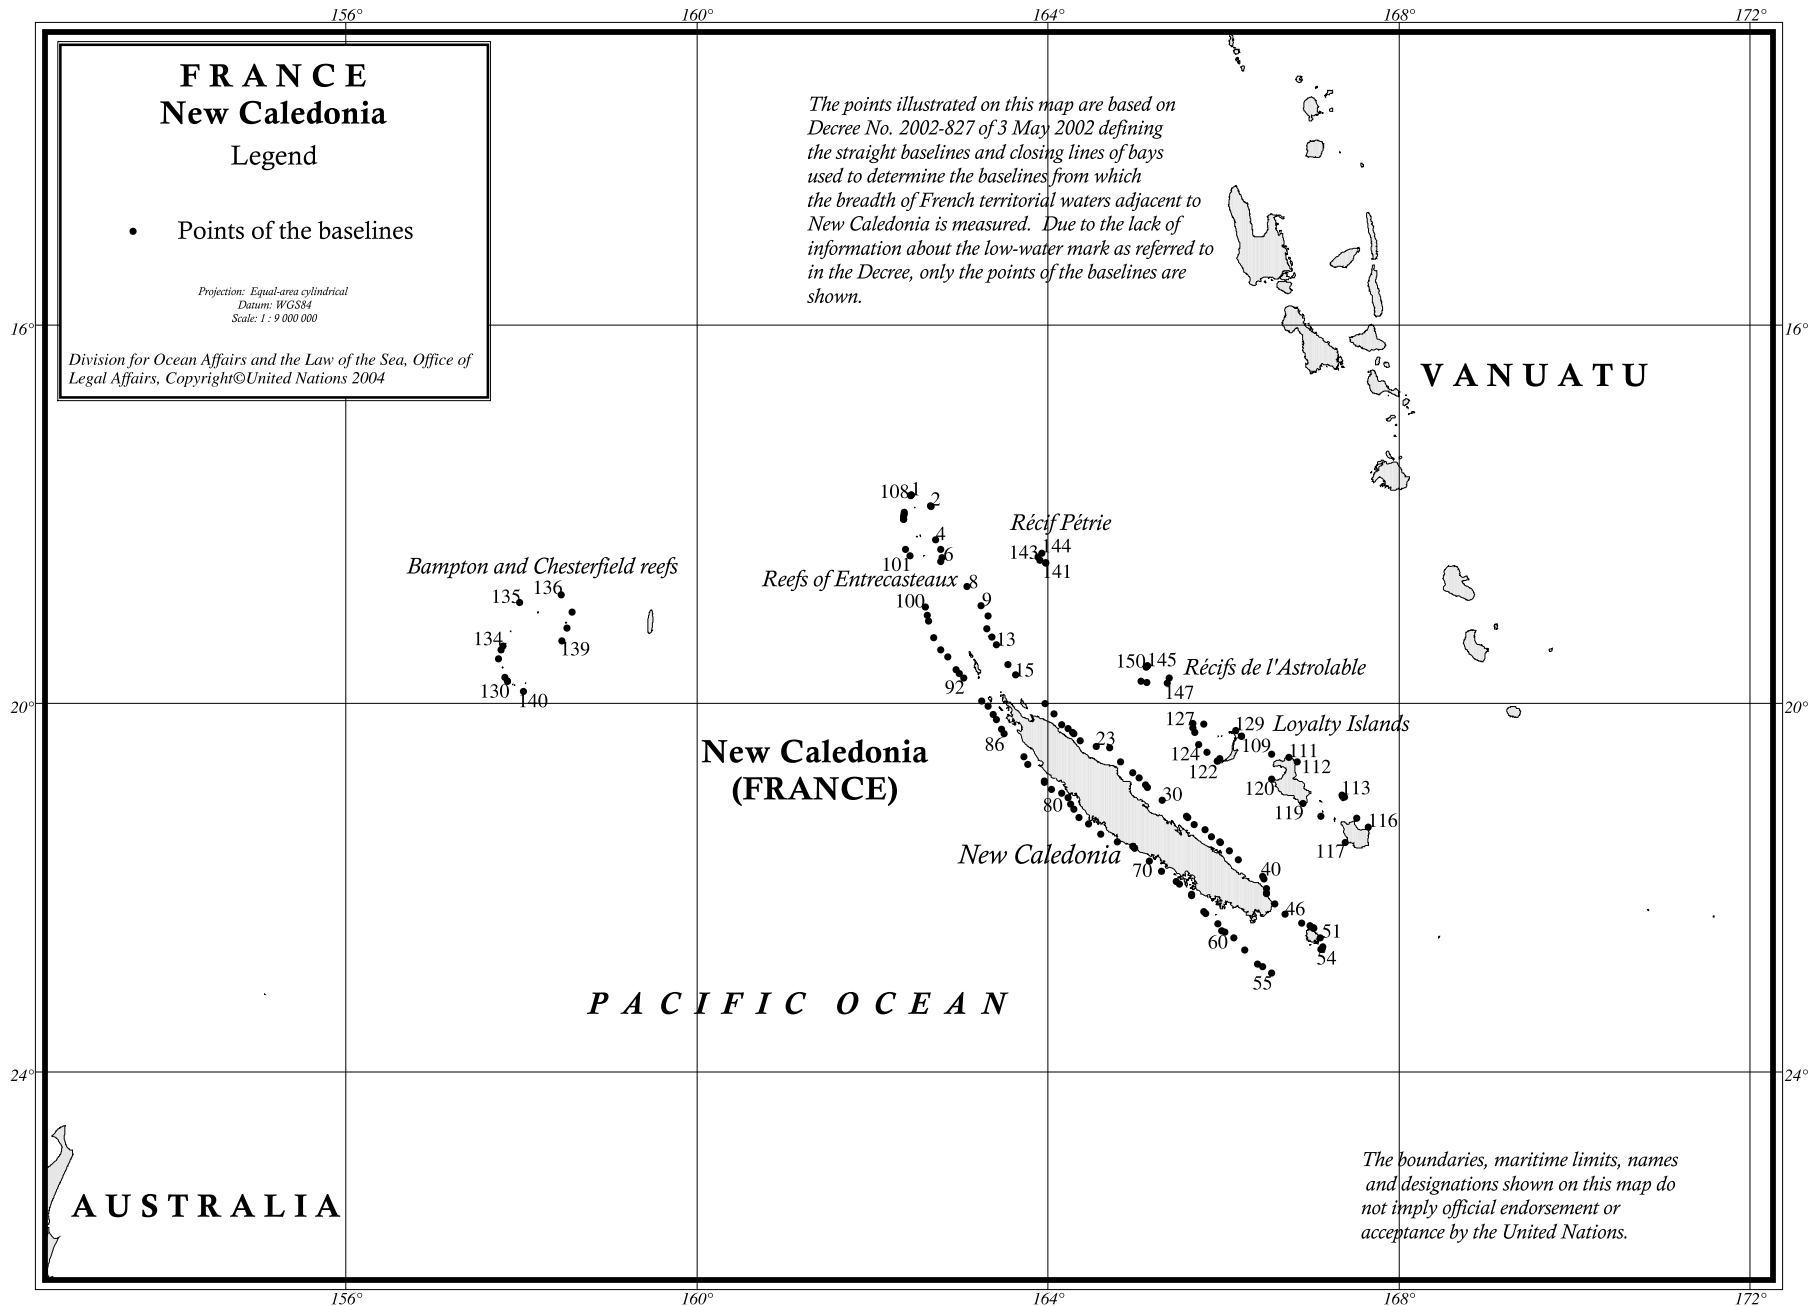 156°
160°
164°
168°
172°
FRANCE
New Caledonia
Legend
Points of the baselines
Projection: Equal-area cylindrical
Datum: WGS84
Scale: 1 : 9 000 000
Division for Ocean Affairs and the Law of the Sea, Office of
Legal Affairs, Copyright©United Nations 2004
The points illustrated on this map are based on
Decree No. 2002-827 of 3 May 2002 defining
the straight baselines and closing lines of bays
used to determine the baselines from which
the breadth of French territorial waters adjacent to
New Caledonia is measured. Due to the lack of
information about the low-water mark as referred to
in the Decree, only the points of the baselines are
shown.
16°
16°
VANUATU
108
1
2
Récif Pétrie
4
144
143
6
101
141
Bampton and Chesterfield reefs
Reefs of Entrecasteaux
8
136
135
100
9
134
13
139
150
145
Récifs de l'Astrolable
15
92
130
147
140
20°
20°
127
129
Loyalty Islands
86
23
109
111
New Caledonia
124
112
(FRANCE)
122
120
113
80
30
119
116
117
New Caledonia
70
40
46
51
60
54
55
PACIFIC OCEAN
24°
24°
The boundaries, maritime limits, names
and designations shown on this map do
not imply official endorsement or
acceptance by the United Nations.
AUSTRALIA
156°
160°
164°
168°
172°